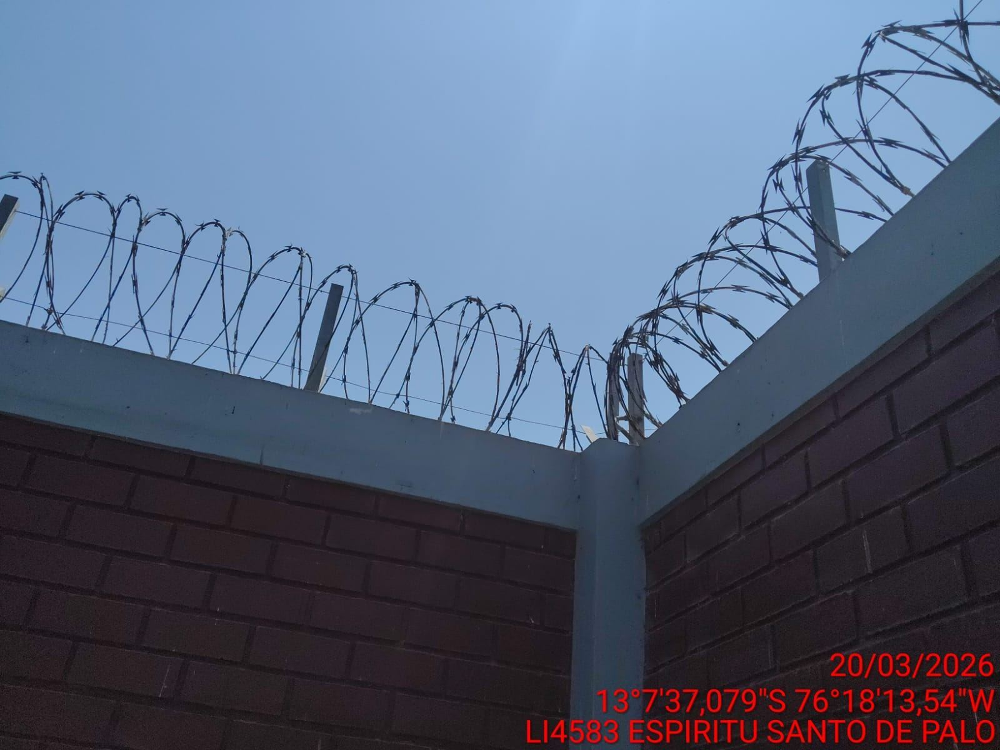 20/03/2026
13°7'37,079"S 76°18'13,54"W
LI4583 ESPIRITU SANTO DE PALO